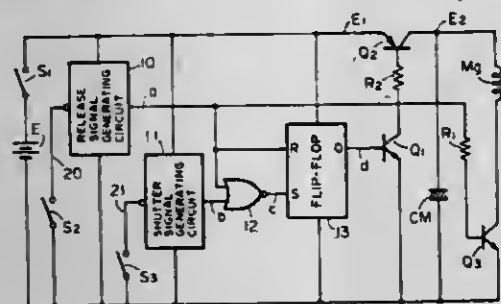 E₁
E₂
S₁
10
Q₂
R₂
Mg
RELEASE
SIGNAL
GENERATING
CIRCUIT
a
E
11
20
21
SHUTTER
SIGNAL
GENERATING
CIRCUIT
b
12
c
R
S
FLIP-FLOP
Q
13
d
Q₁
R₁
CM
Q₃
S₂
S₃